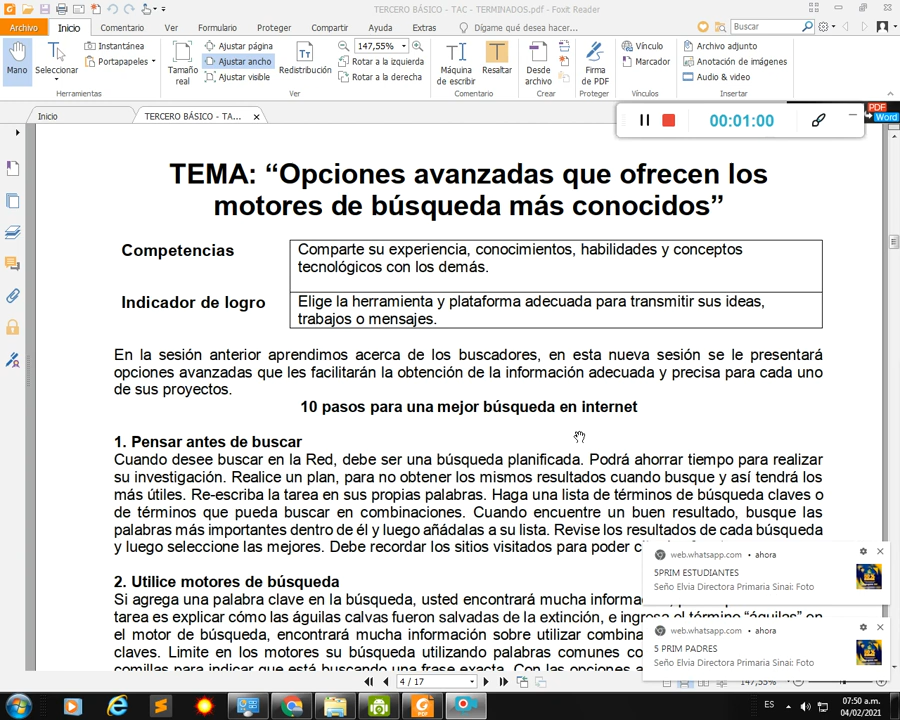 TERCERO BÁSICO - TAC - TERMINADOS.pdf - Foxit Reader
Archivo Inicio Comentario Ver Formulario Proteger Compartir Ayuda Extras Dígame qué desea hacer... Buscar
Mano
Seleccionar
Instantánea
Portapapeles
Herramientas
Tamaño real
Ajustar página
Ajustar ancho
Ajustar visible
Redistribución
147,55%
Rotar a la izquierda
Rotar a la derecha
Ver
Máquina de escribir
Resaltar
Comentario
Desde archivo
Crear
Firma de PDF
Proteger
Vínculo
Marcador
Vínculos
Archivo adjunto
Anotación de imágenes
Audio & video
Insertar
Inicio
TERCERO BÁSICO - TA...
00:01:00
PDF
Word
TEMA: “Opciones avanzadas que ofrecen los
motores de búsqueda más conocidos”
Competencias
Comparte su experiencia, conocimientos, habilidades y conceptos
tecnológicos con los demás.
Indicador de logro
Elige la herramienta y plataforma adecuada para transmitir sus ideas,
trabajos o mensajes.
En la sesión anterior aprendimos acerca de los buscadores, en esta nueva sesión se le presentará
opciones avanzadas que les facilitarán la obtención de la información adecuada y precisa para cada uno
de sus proyectos.
10 pasos para una mejor búsqueda en internet
1. Pensar antes de buscar
Cuando desee buscar en la Red, debe ser una búsqueda planificada. Podrá ahorrar tiempo para realizar
su investigación. Realice un plan, para no obtener los mismos resultados cuando busque y así tendrá los
más útiles. Re-escriba la tarea en sus propias palabras. Haga una lista de términos de búsqueda claves o
de términos que pueda buscar en combinaciones. Cuando encuentre un buen resultado, busque las
palabras más importantes dentro de él y luego añádalas a su lista. Revise los resultados de cada búsqueda
y luego seleccione las mejores. Debe recordar los sitios visitados para poder
2. Utilice motores de búsqueda
Si agrega una palabra clave en la búsqueda, usted encontrará mucha
tarea es explicar cómo las águilas calvas fueron salvadas de la extinción, e ingresó el término “águilas” en
el motor de búsqueda, encontrará mucha información sobre utilizar
claves. Limite en los motores su búsqueda utilizando palabras comunes
comillas para indicar que está buscando una frase exacta. Con las opciones
web.whatsapp.com • ahora
5PRIM ESTUDIANTES
Seño Elvia Directora Primaria Sinai: Foto
web.whatsapp.com • ahora
5 PRIM PADRES
Seño Elvia Directora Primaria Sinai: Foto
4 / 17
147,55%
ES
07:50 a.m.
04/02/2021